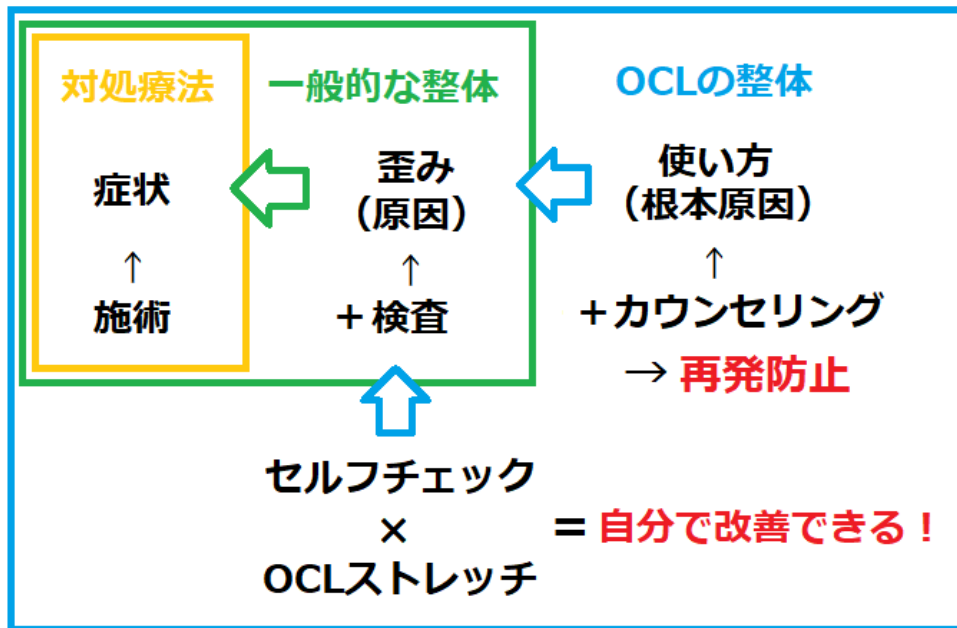 対処療法
症状
↑
施術
一般的な整体
歪み
（原因）
↑
＋検査
OCLの整体
使い方
（根本原因）
↑
＋カウンセリング
→ 再発防止
セルフチェック
×
OCLストレッチ
＝自分で改善できる！